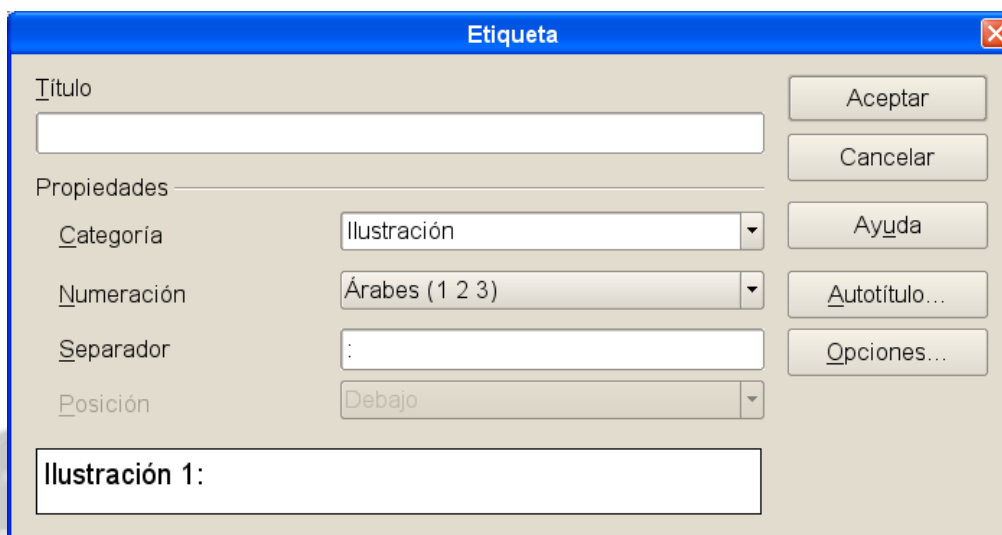 Etiqueta
Título
Aceptar
Cancelar
Propiedades
Categoría
Ilustración
Ayuda
Numeración
Árabes (1 2 3)
Autotítulo...
Separador
:
Opciones...
Posición
Debajo
Ilustración 1: